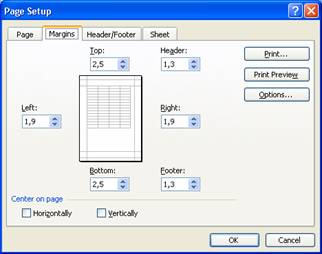 Page Setup
Page Margins Header/Footer Sheet
Top: Header: Print...
2,5 1,3
Print Preview
Options...
Left: Right:
1,9 1,9
Bottom: Footer:
2,5 1,3
Center on page
Horizontally Vertically
OK Cancel